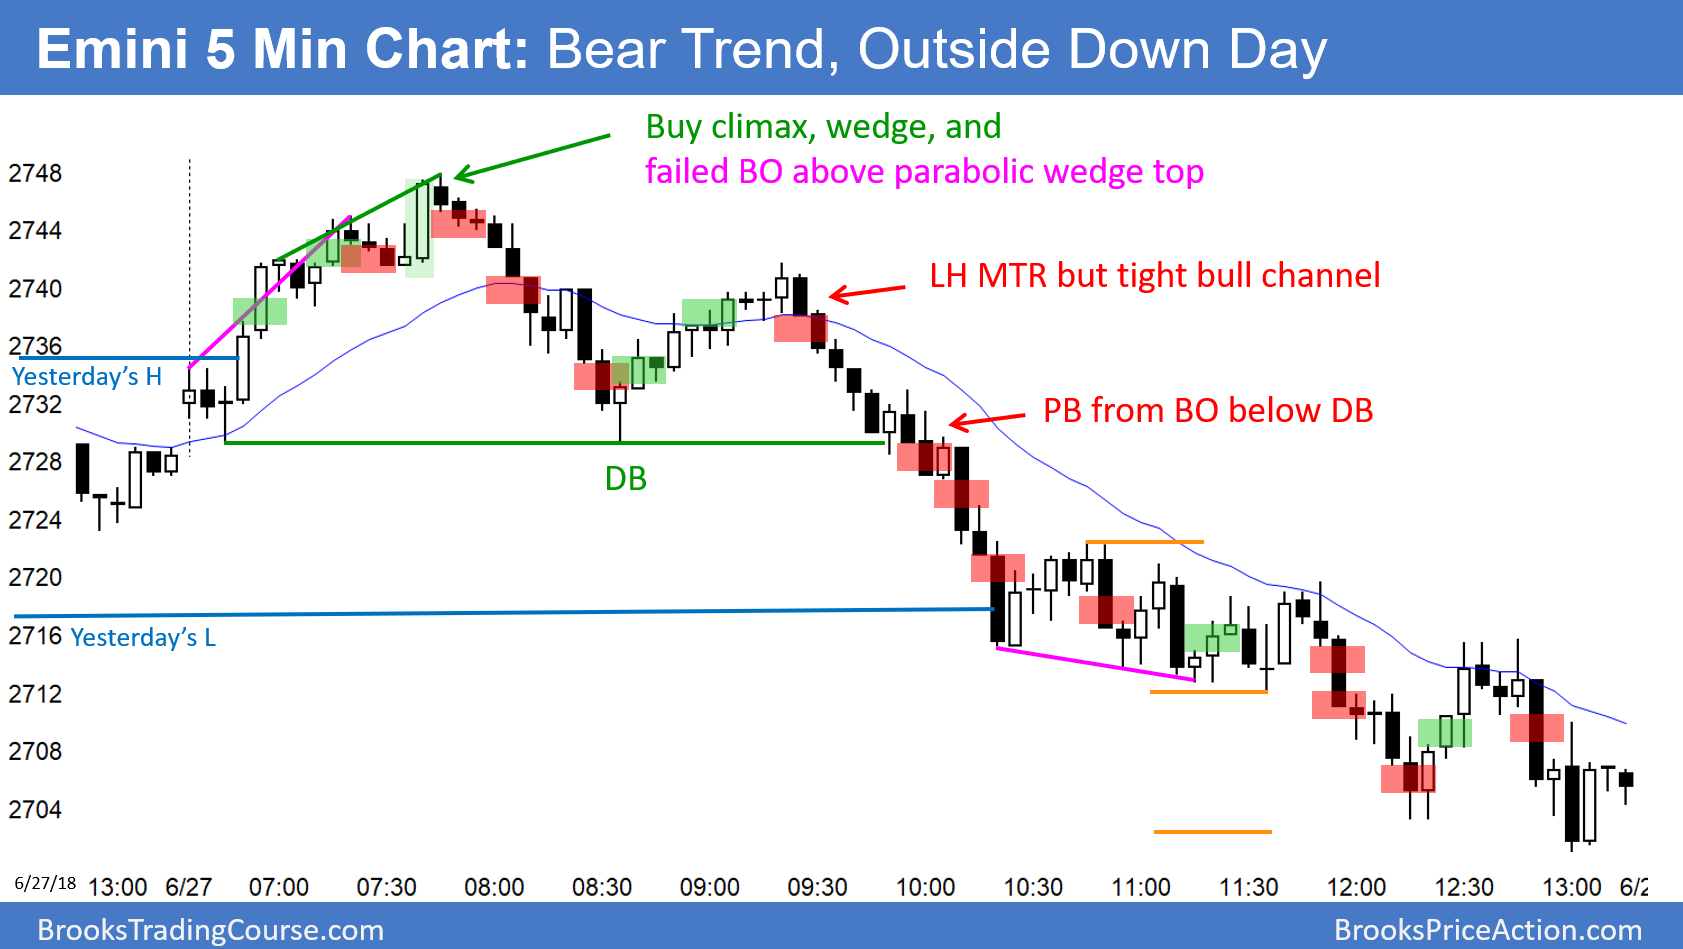 Emini 5 Min Chart: Bear Trend, Outside Down Day
Buy climax, wedge, and
failed BO above parabolic wedge top
2748
2744
2740
LH MTR but tight bull channel
2736
Yesterday's H
2732
PB from BO below DB
2728
DB
2724
2720
2716
Yesterday's L
2712
2708
2704
6/27/18 13:00 6/27 07:00 07:30 08:00 08:30 09:00 09:30 10:00 10:30 11:00 11:30 12:00 12:30 13:00
BrooksTradingCourse.com BrooksPriceAction.com